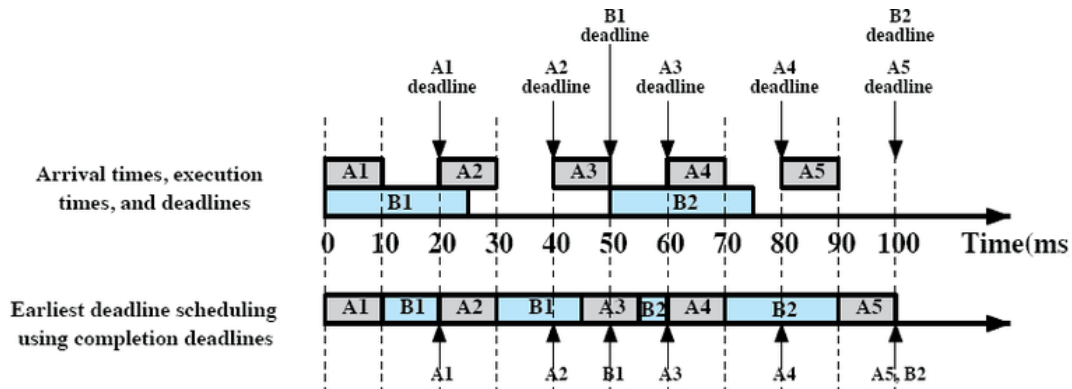 B1
deadline
B2
deadline
A1
deadline
A2
deadline
A3
deadline
A4
deadline
A5
deadline
Arrival times, execution
times, and deadlines
A1 A2 A3 A4 A5
B1 B2
0 10 20 30 40 50 60 70 80 90 100 Time(ms
Earliest deadline scheduling
using completion deadlines
A1 B1 A2 B1 A3 B2 A4 B2 A5
A1 A2 B1 A3 A4 A5, B2